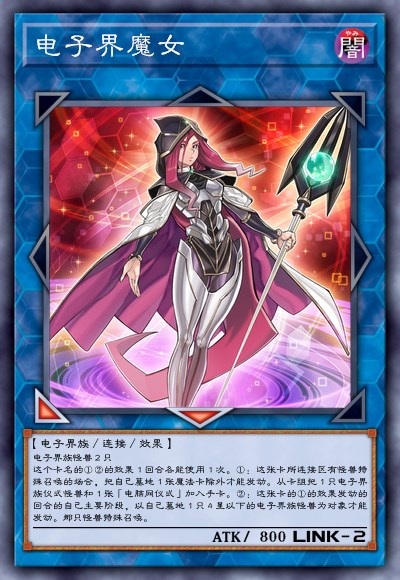 电子界魔女
やみ
闇
【电子界族／连接／效果】
电子界族怪兽２只
这个卡名的①②的效果１回合各能使用１次。①：这张卡所连接区有怪兽特
殊召唤的场合，把自己墓地１张魔法卡除外才能发动。从卡组把１只电子界
族仪式怪兽和１张「电脑网仪式」加入手卡。②：这张卡的①的效果发动的
回合的自己主要阶段，以自己墓地１只４星以下的电子界族怪兽为对象才能
发动。那只怪兽特殊召唤。
ATK/ 800 LINK-2